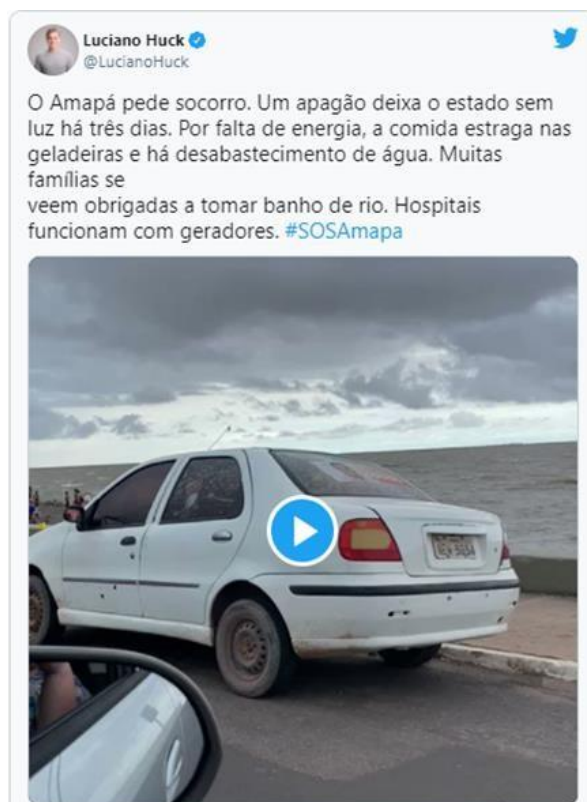 Luciano Huck
@LucianoHuck
O Amapá pede socorro. Um apagão deixa o estado sem
luz há três dias. Por falta de energia, a comida estraga nas
geladeiras e há desabastecimento de água. Muitas
famílias se
veem obrigadas a tomar banho de rio. Hospitais
funcionam com geradores. #SOSAmapa